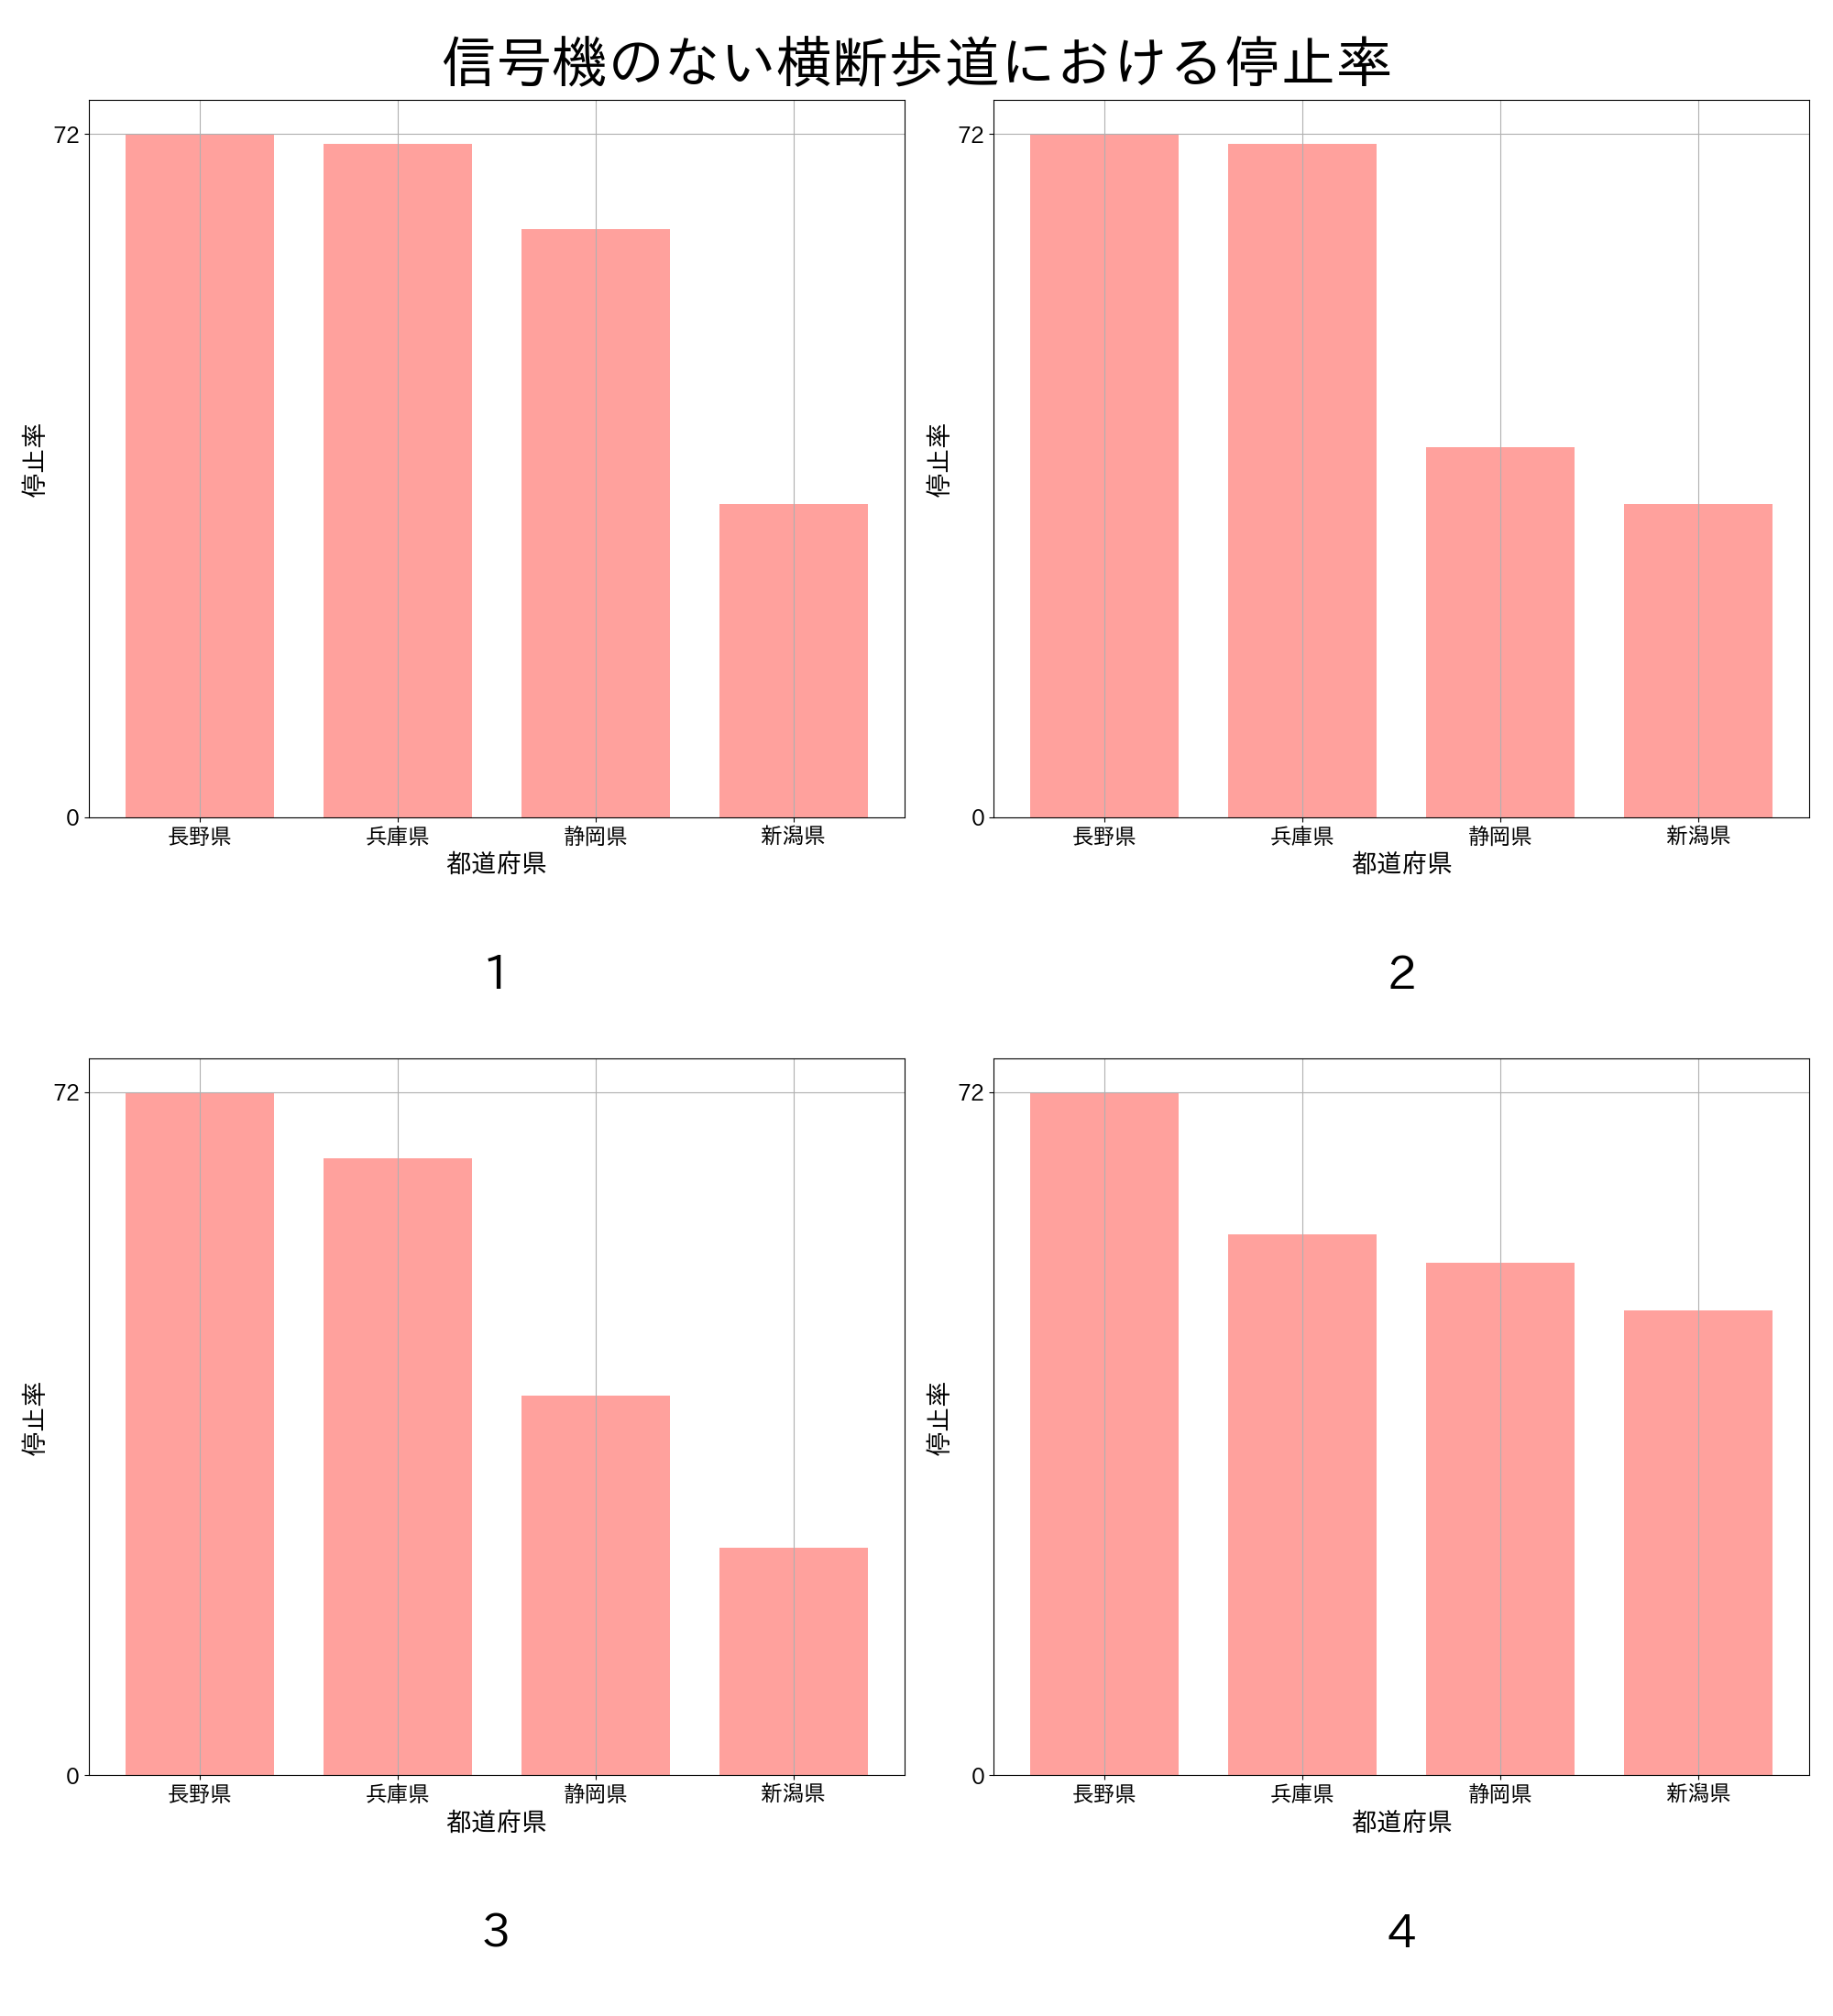 信号機のない横断歩道における停止率
72
停止率
0
長野県 兵庫県 静岡県 新潟県
都道府県
1
72
停止率
0
長野県 兵庫県 静岡県 新潟県
都道府県
2
72
停止率
0
長野県 兵庫県 静岡県 新潟県
都道府県
3
72
停止率
0
長野県 兵庫県 静岡県 新潟県
都道府県
4